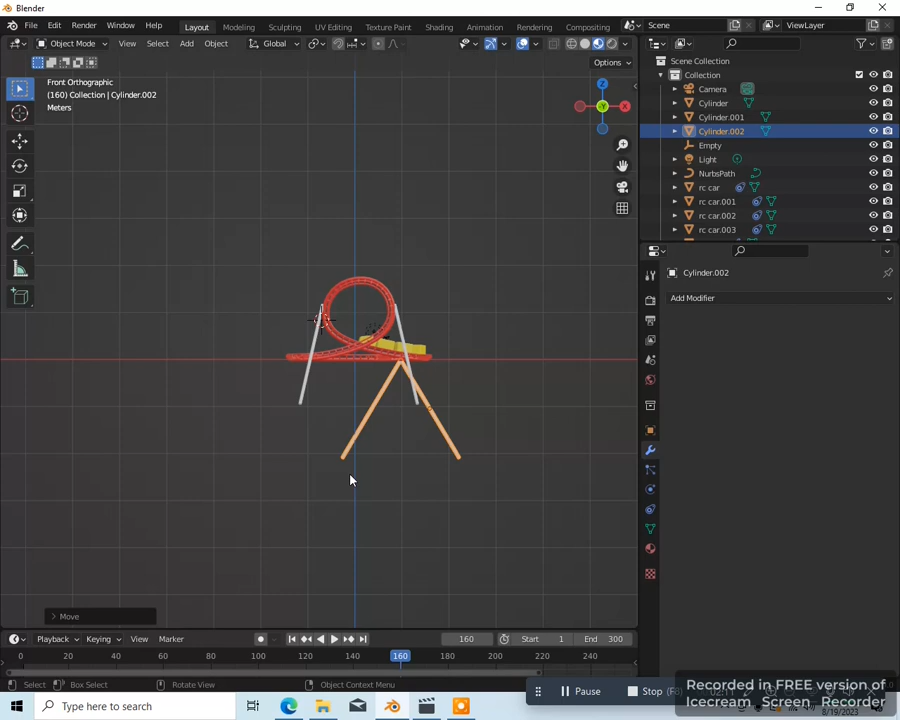 Blender
File Edit Render Window Help Layout Modeling Sculpting UV Editing Texture Paint Shading Animation Rendering Compositing Scene ViewLayer
Object Mode View Select Add Object Global
Options
Front Orthographic
(160) Collection | Cylinder.002
Meters
Z
X
Y
Scene Collection
Collection
Camera
Cylinder
Cylinder.001
Cylinder.002
Empty
Light
NurbsPath
rc car
rc car.001
rc car.002
rc car.003
Cylinder.002
Add Modifier
Move
Playback Keying View Marker 160 Start 1 End 300
0 20 40 60 80 100 120 140 160 180 200 220 240
Select Box Select Rotate View Object Context Menu
Pause Stop (F8)
Recorded in FREE version of
Icecream Screen Recorder
Type here to search
8/19/2023